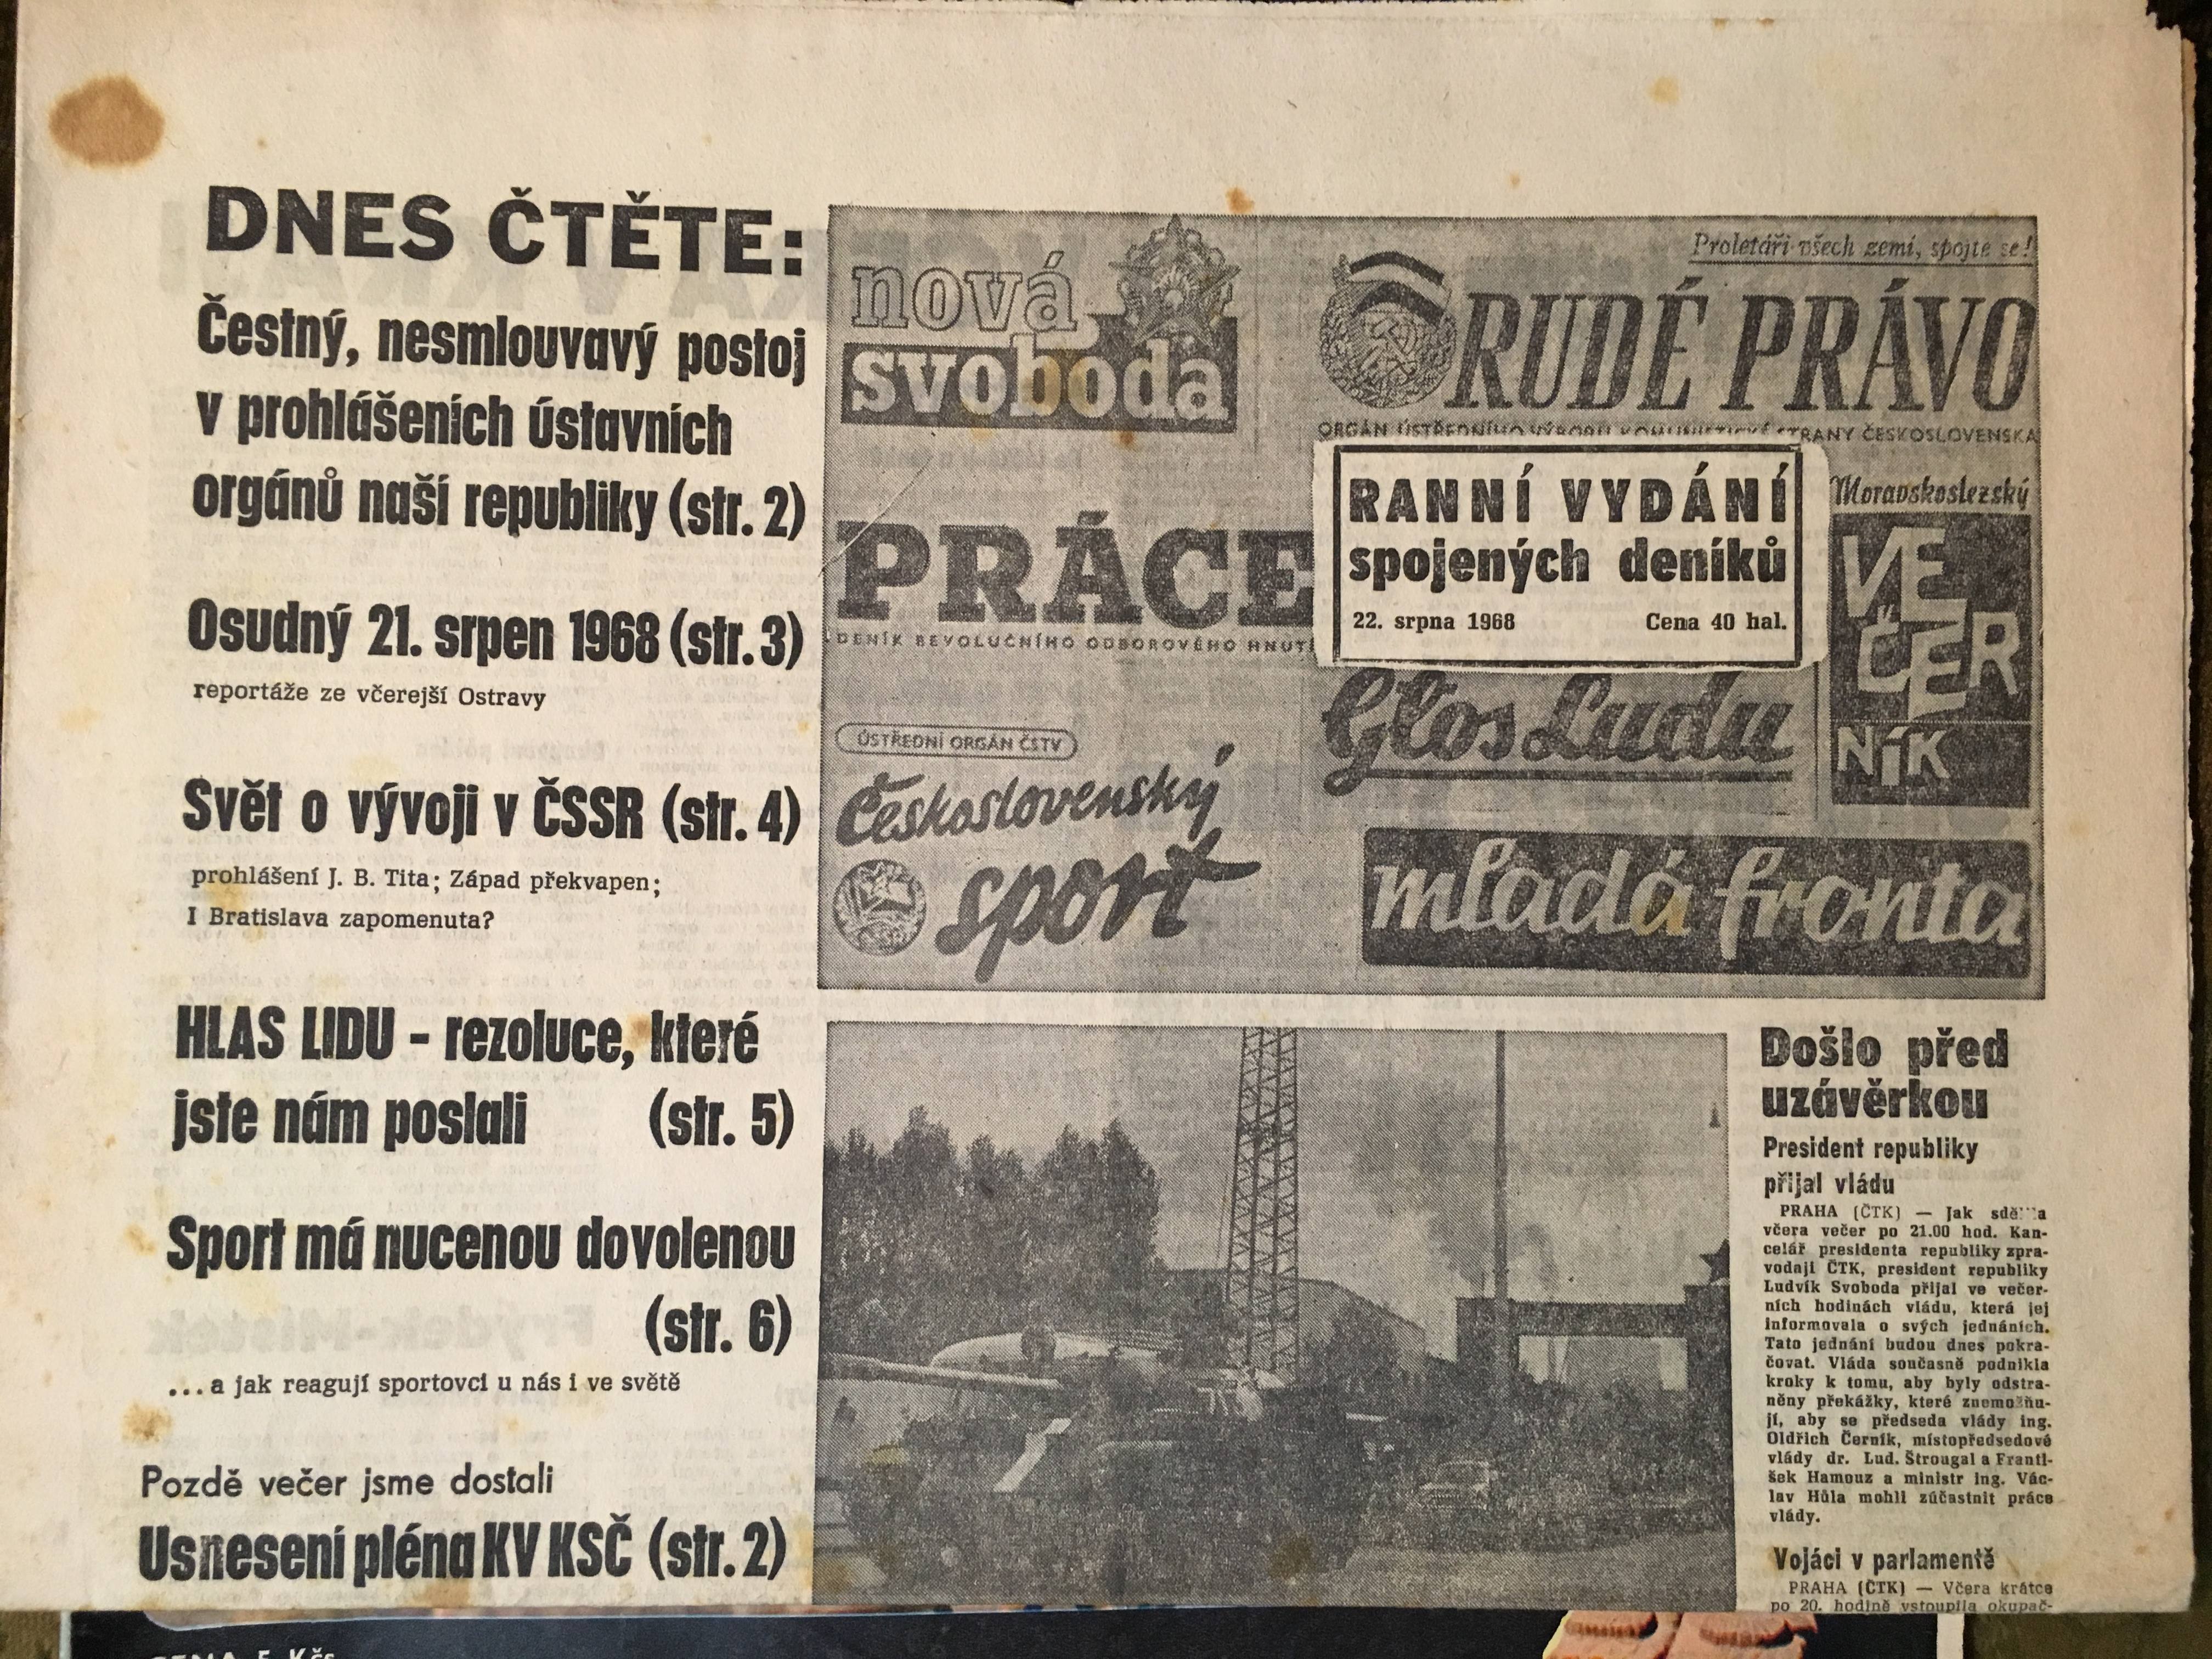 DNES ČTĚTE:
Čestný, nesmlouvavý postoj
v prohlášeních ústavních
orgánů naší republiky (str. 2)
Osudný 21. srpen 1968 (str. 3)
reportáže ze včerejší Ostravy
Svět o vývoji v ČSSR (str. 4)
prohlášení J. B. Tita; Západ překvapen;
I Bratislava zapomenuta?
HLAS LIDU - rezoluce, které
jste nám poslali (str. 5)
Sport má nucenou dovolenou
(str. 6)
...a jak reagují sportovci u nás i ve světě
Pozdě večer jsme dostali
Usnesení pléna KV KSČ (str. 2)
nová
svoboda
Proletáři všech zemí, spojte se!
RUDÉ PRÁVO
ORGÁN ÚSTŘEDNÍHO VÝBORU KOMUNISTICKÉ STRANY ČESKOSLOVENSKA
PRÁCE
DENÍK REVOLUČNÍHO ODBOROVÉHO HNUTÍ
RANNÍ VYDÁNÍ
spojených deníků
22. srpna 1968 Cena 40 hal.
Moravskoslezský
VE
ČER
NÍK
Głos Ludu
ÚSTŘEDNÍ ORGÁN ČSTV
Československý
sport
mladá fronta
Došlo před
uzávěrkou
President republiky
přijal vládu
PRAHA (ČTK) — Jak
včera večer po 21.00 hod. Kan-
celář presidenta republiky zpra-
vodaji ČTK, president republiky
Ludvík Svoboda přijal ve večer-
ních hodinách vládu, která jej
informovala o svých jednáních.
Tato jednání budou dnes pokra-
čovat. Vláda současně podnikla
kroky k tomu, aby byly odstra-
něny překážky, které znemožňu-
jí, aby se předseda vlády ing.
Oldřich Černík, místopředsedové
vlády dr. Lud. Štrougal a Franti-
šek Hamouz a ministr ing. Vác-
lav Hůla mohli zúčastnit práce
vlády.
Vojáci v parlamentě
PRAHA (ČTK) — Včera krátce
po 20. hodině vstoupila okupač-
CENA 5 Kčs